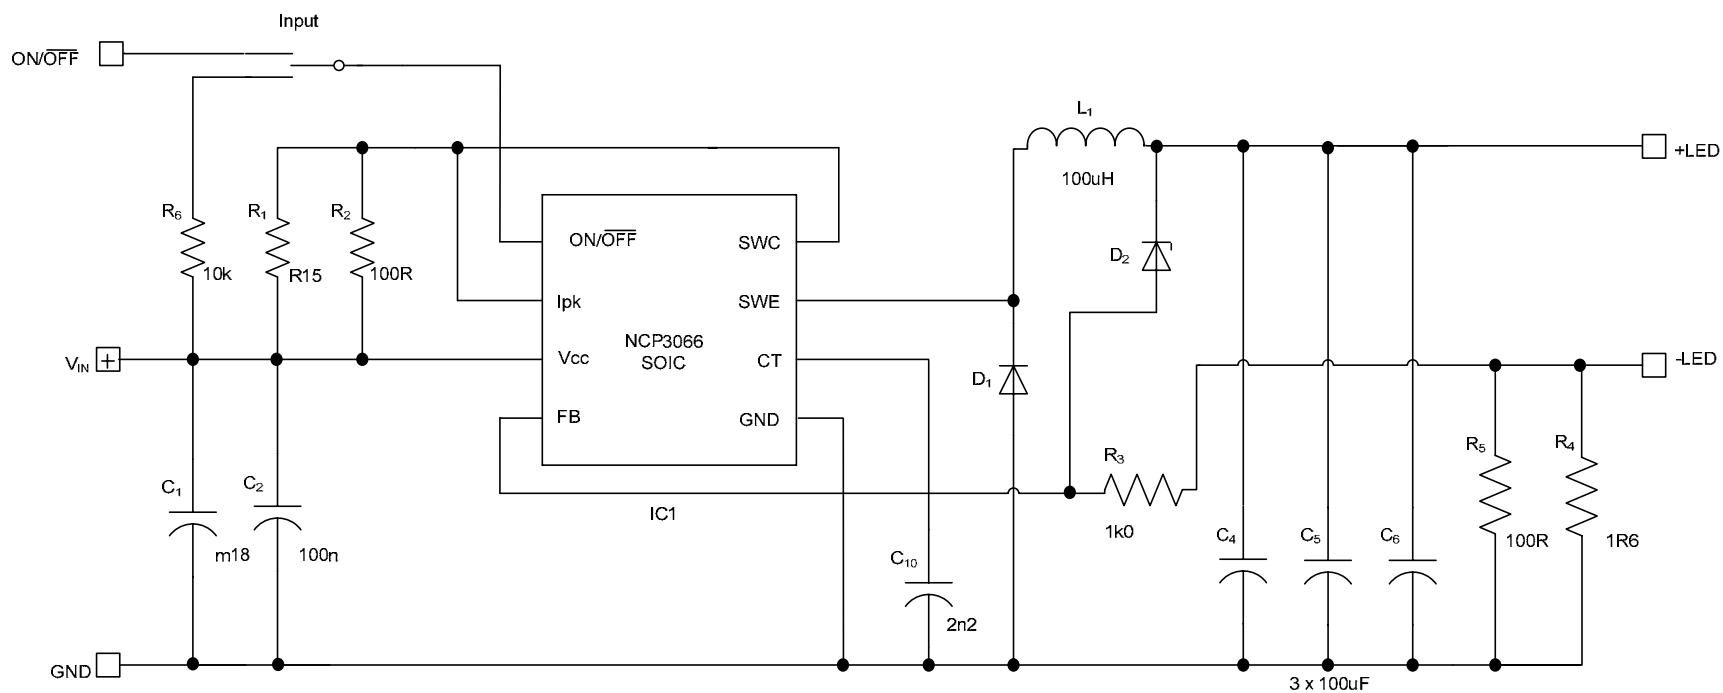 Input
ON/OFF
L₁
+LED
100uH
R₆
R₁
R₂
ON/OFF
SWC
D₂
10k
R15
100R
Ipk
SWE
NCP3066
SOIC
V_IN
+
Vcc
CT
-LED
D₁
FB
GND
R₃
R₅
R₄
C₁
C₂
IC1
1k0
C₄
C₅
C₆
100R
1R6
m18
100n
C₁₀
2n2
GND
3 x 100uF